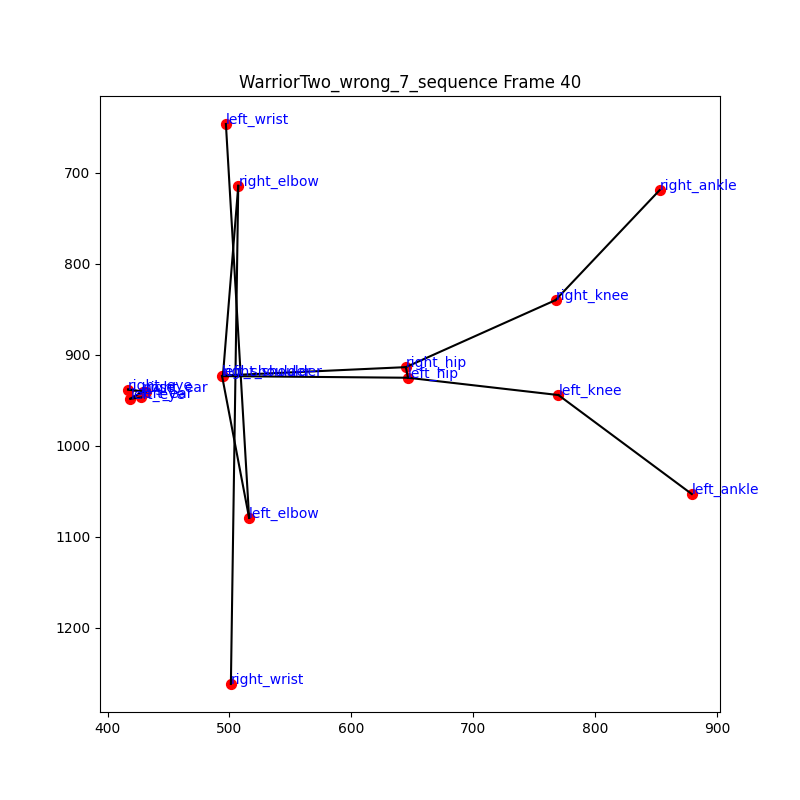 WarriorTwo_wrong_7_sequence Frame 40
left_wrist
700
right_elbow
right_ankle
800
right_knee
900
right_hip
left_hip
right_eye
left_knee
1000
left_ankle
left_elbow
1100
1200
right_wrist
400 500 600 700 800 900